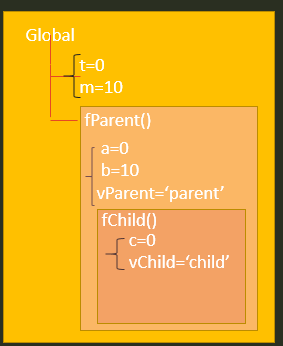 Global
t=0
m=10
fParent()
a=0
b=10
vParent=‘parent’
fChild()
c=0
vChild=‘child’